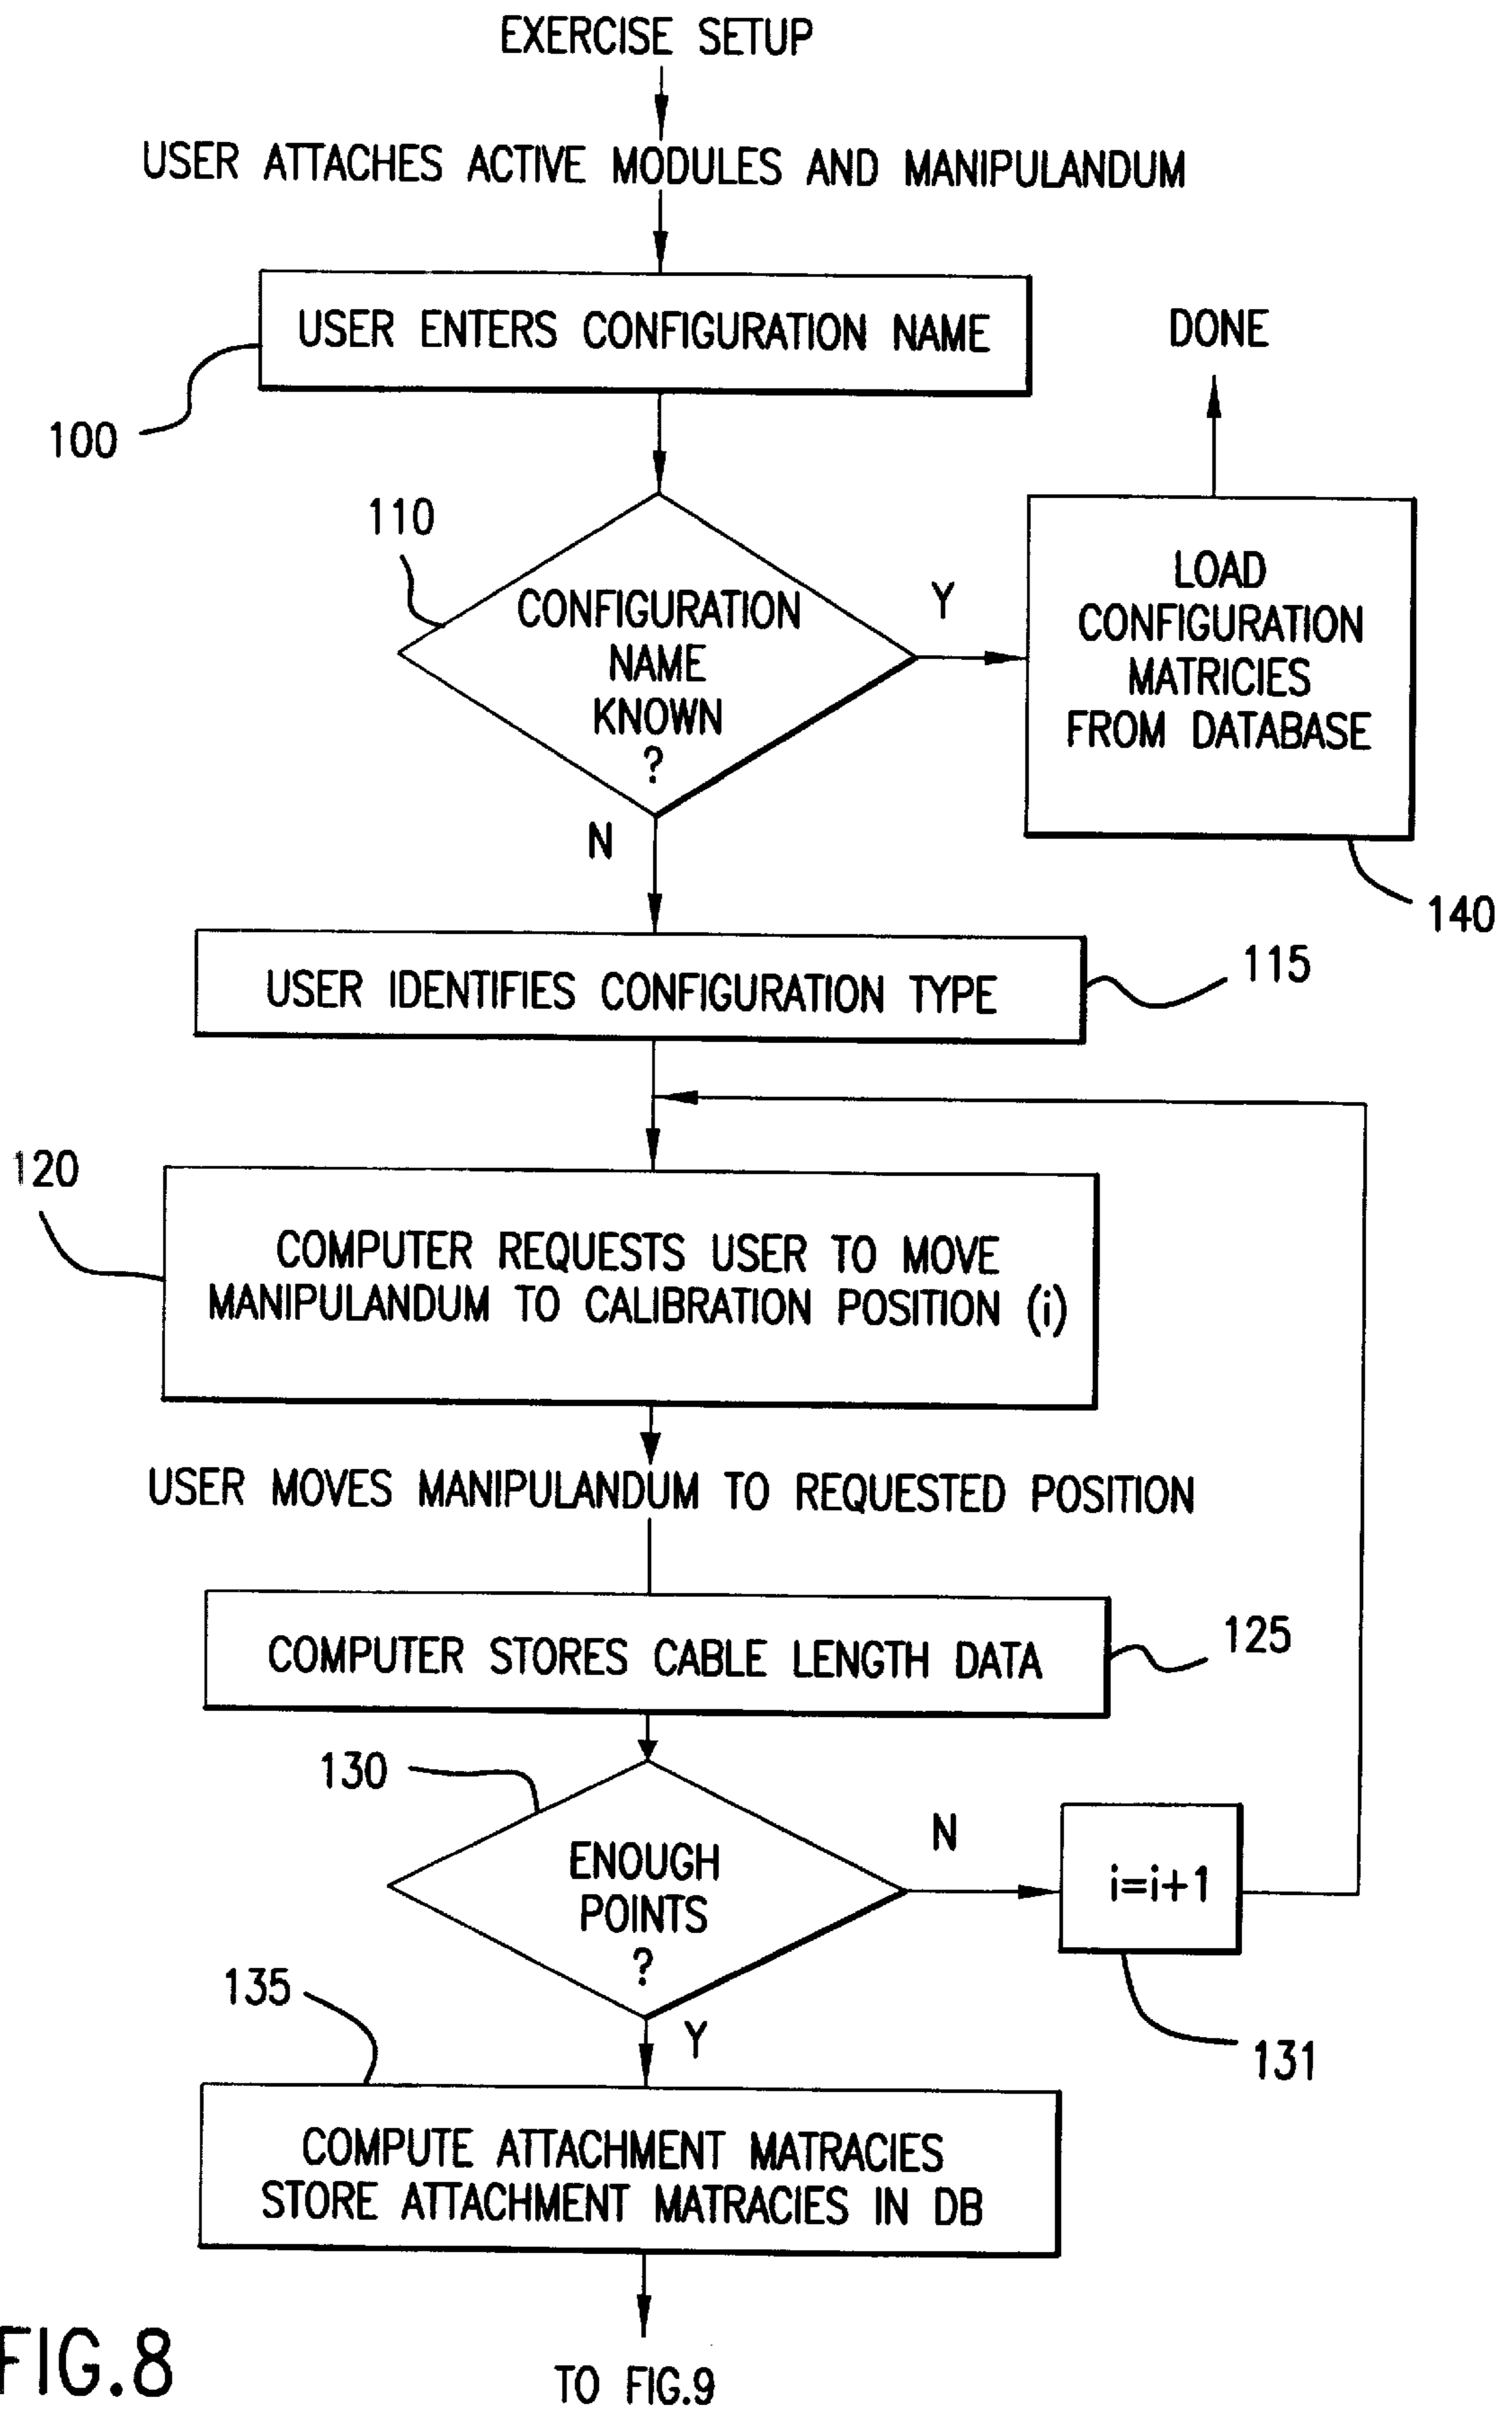 EXERCISE SETUP
USER ATTACHES ACTIVE MODULES AND MANIPULANDUM
USER ENTERS CONFIGURATION NAME
100
DONE
110
CONFIGURATION
NAME
KNOWN
?
Y
LOAD
CONFIGURATION
MATRICIES
FROM DATABASE
N
140
USER IDENTIFIES CONFIGURATION TYPE
115
120
COMPUTER REQUESTS USER TO MOVE
MANIPULANDUM TO CALIBRATION POSITION (i)
USER MOVES MANIPULANDUM TO REQUESTED POSITION
COMPUTER STORES CABLE LENGTH DATA
125
130
ENOUGH
POINTS
?
N
i=i+1
131
135
Y
COMPUTE ATTACHMENT MATRACIES
STORE ATTACHMENT MATRACIES IN DB
FIG.8
TO FIG.9